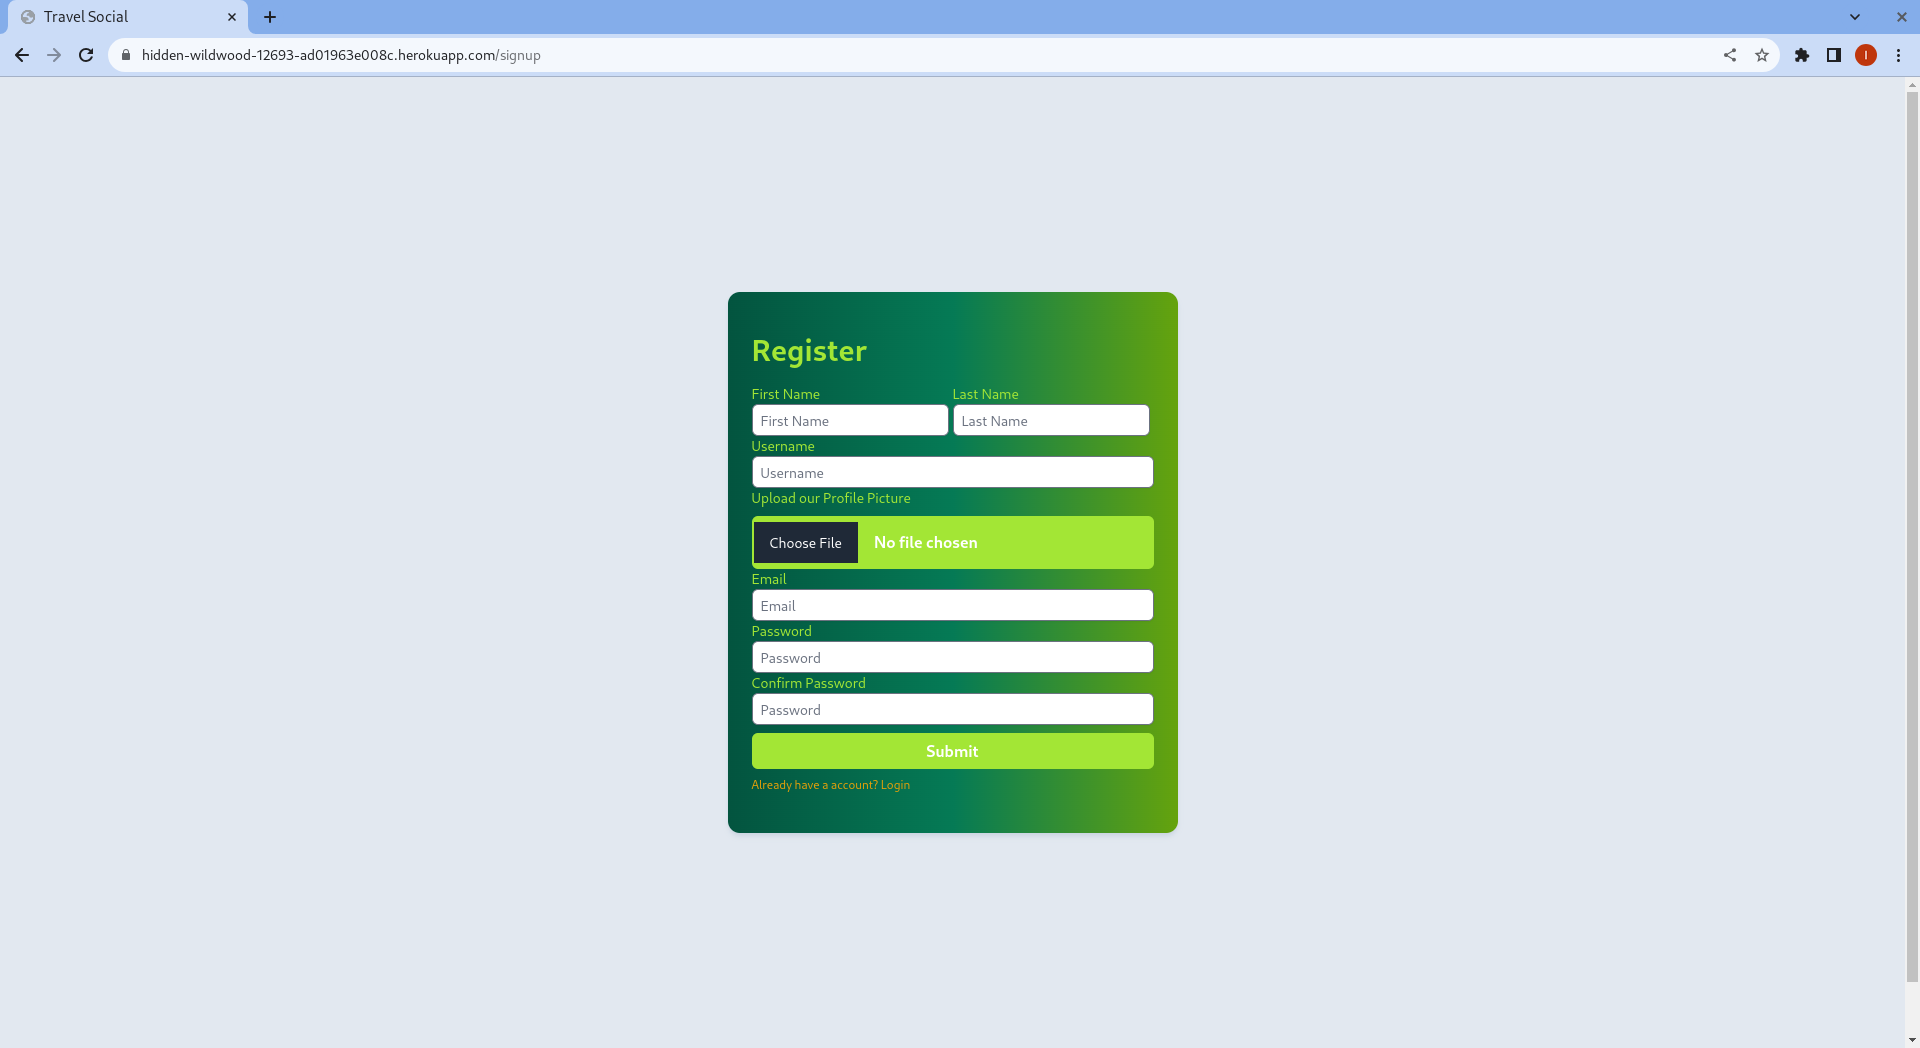 Travel Social
hidden-wildwood-12693-ad01963e008c.herokuapp.com/signup
I
Register
First Name Last Name
First Name Last Name
Username
Username
Upload our Profile Picture
Choose File No file chosen
Email
Email
Password
Password
Confirm Password
Password
Submit
Already have a account? Login